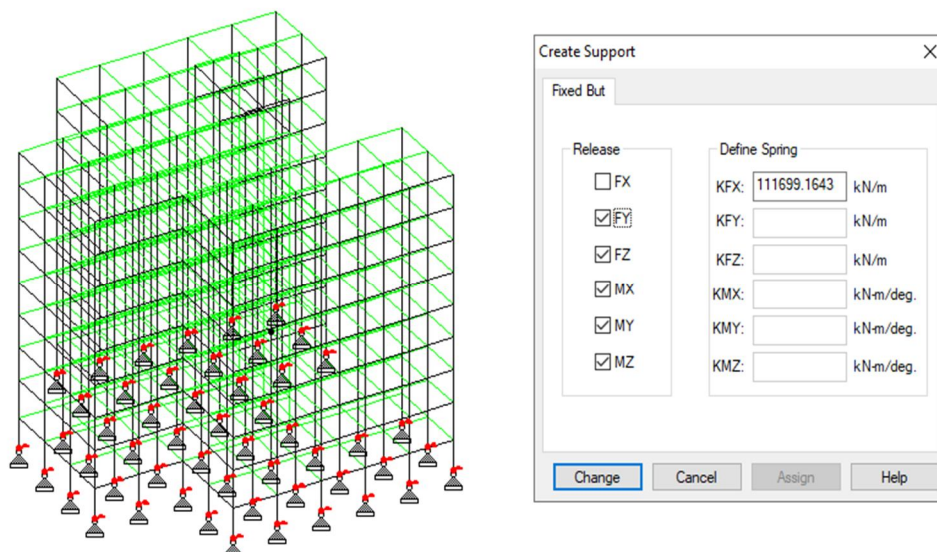 Create Support
Fixed But
Release
FX
FY
FZ
MX
MY
MZ
Define Spring
KFX: 111699.1643 kN/m
KFY: kN/m
KFZ: kN/m
KMX: kN-m/deg.
KMY: kN-m/deg.
KMZ: kN-m/deg.
Change
Cancel
Assign
Help